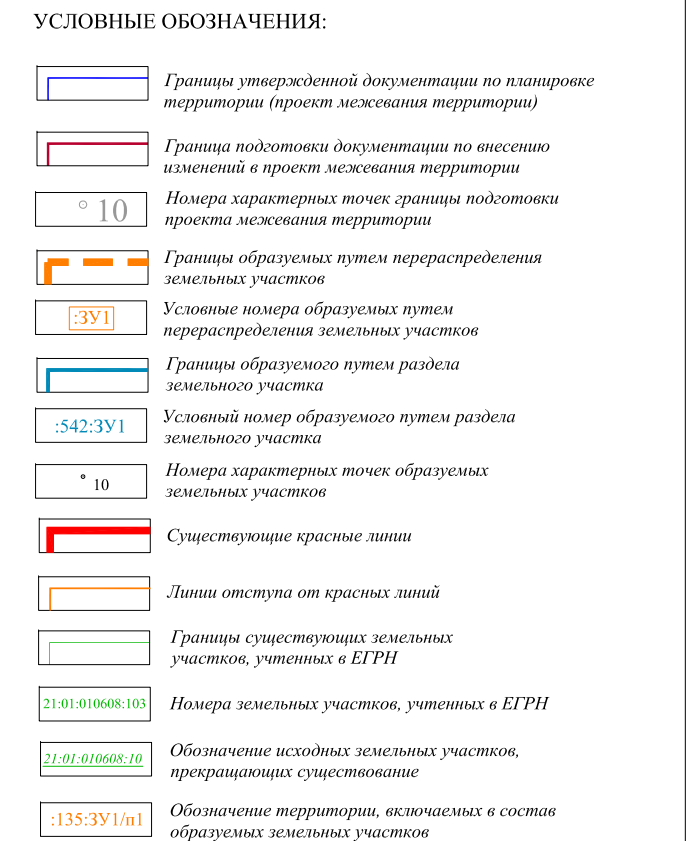 УСЛОВНЫЕ ОБОЗНАЧЕНИЯ:
Границы утвержденной документации по планировке
территории (проект межевания территории)
Граница подготовки документации по внесению
изменений в проект межевания территории
° 10
Номера характерных точек границы подготовки
проекта межевания территории
Границы образуемых путем перераспределения
земельных участков
:ЗУ1
Условные номера образуемых путем
перераспределения земельных участков
Границы образуемого путем раздела
земельного участка
:542:ЗУ1
Условный номер образуемого путем раздела
земельного участка
° 10
Номера характерных точек образуемых
земельных участков
Существующие красные линии
Линии отступа от красных линий
Границы существующих земельных
участков, учтенных в ЕГРН
21:01:010608:103
Номера земельных участков, учтенных в ЕГРН
21:01:010608:10
Обозначение исходных земельных участков,
прекращающих существование
:135:ЗУ1/п1
Обозначение территории, включаемых в состав
образуемых земельных участков